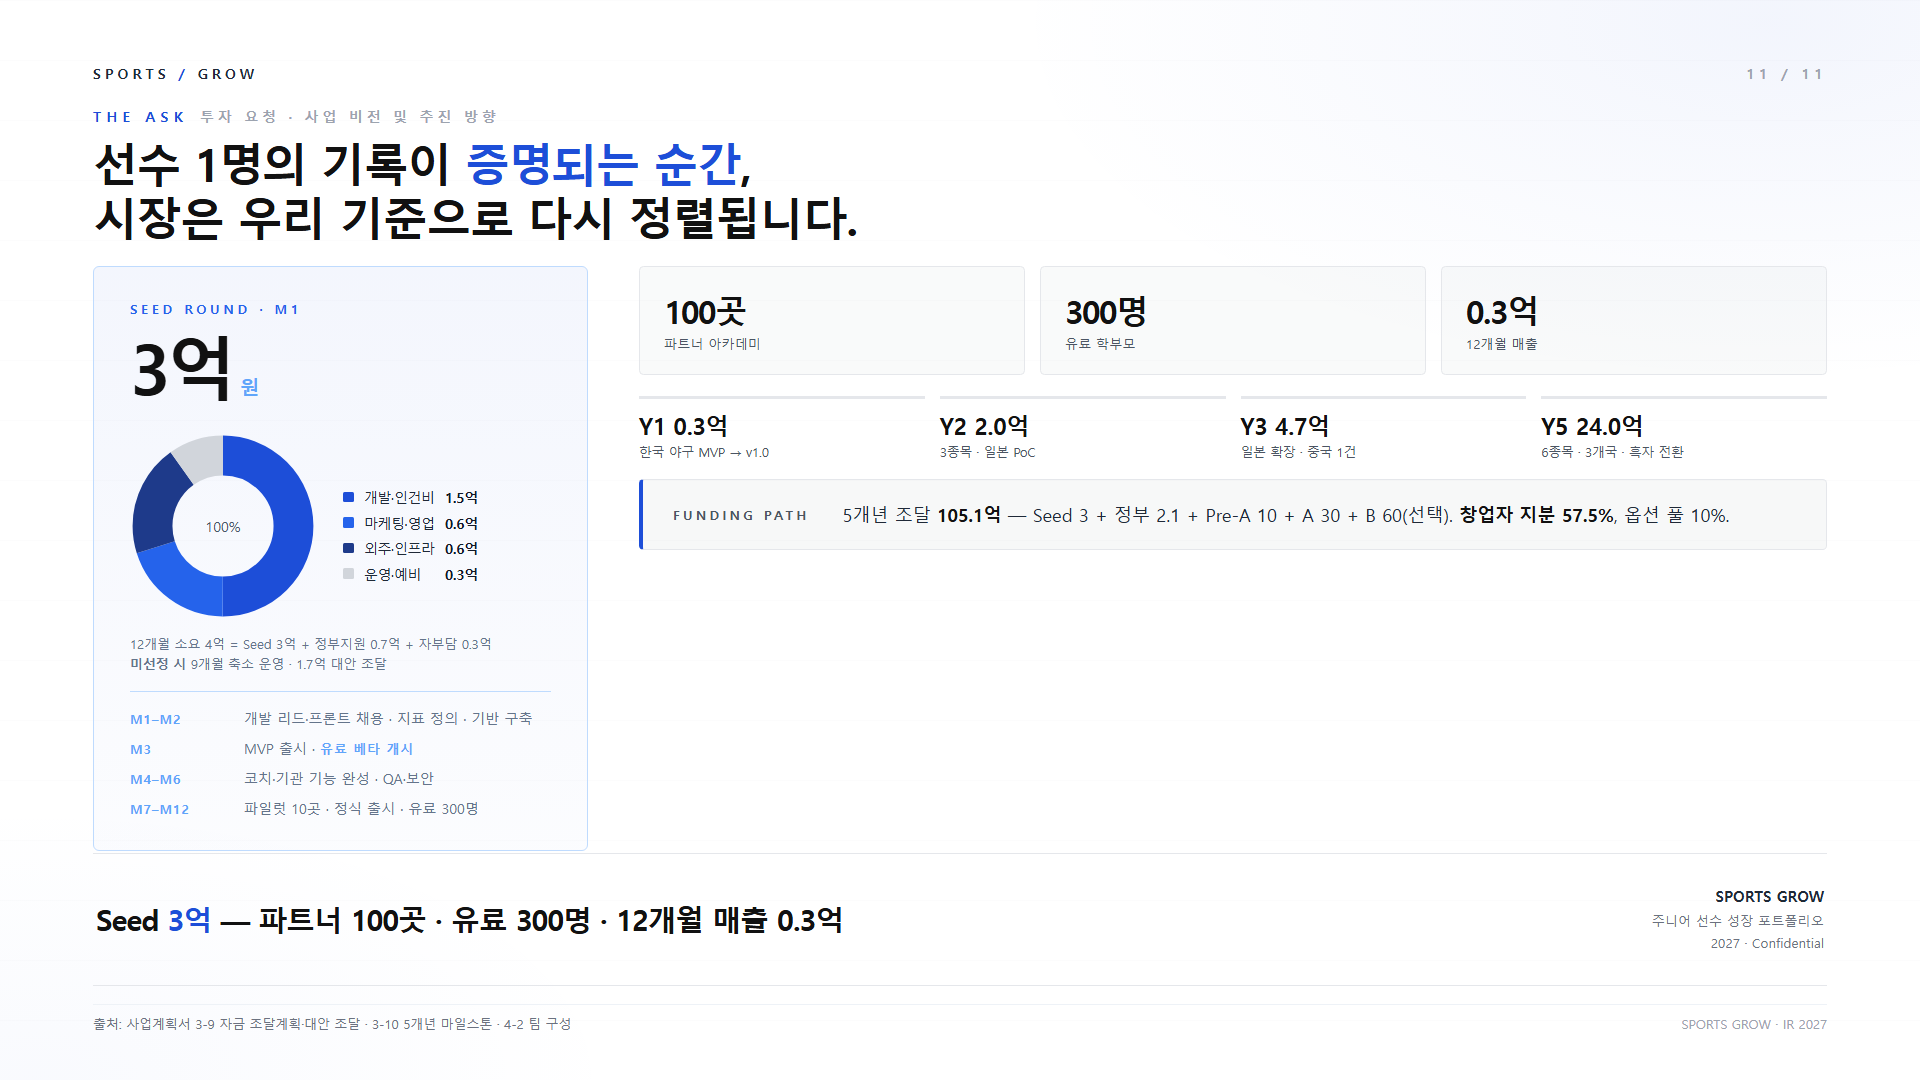 SPORTS / GROW
11 / 11
THE ASK 투자 요청 · 사업 비전 및 추진 방향
선수 1명의 기록이 증명되는 순간,
시장은 우리 기준으로 다시 정렬됩니다.
SEED ROUND · M1
3억 원
100%
개발·인건비 1.5억
마케팅·영업 0.6억
외주·인프라 0.6억
운영·예비 0.3억
12개월 소요 4억 = Seed 3억 + 정부지원 0.7억 + 자부담 0.3억
미선정 시 9개월 축소 운영 · 1.7억 대안 조달
M1–M2 개발 리드·프론트 채용 · 지표 정의 · 기반 구축
M3 MVP 출시 · 유료 베타 개시
M4–M6 코치·기관 기능 완성 · QA·보안
M7–M12 파일럿 10곳 · 정식 출시 · 유료 300명
100곳
파트너 아카데미
300명
유료 학부모
0.3억
12개월 매출
Y1 0.3억
한국 야구 MVP → v1.0
Y2 2.0억
3종목 · 일본 PoC
Y3 4.7억
일본 확장 · 중국 1건
Y5 24.0억
6종목 · 3개국 · 흑자 전환
FUNDING PATH 5개년 조달 105.1억 — Seed 3 + 정부 2.1 + Pre-A 10 + A 30 + B 60(선택). 창업자 지분 57.5%, 옵션 풀 10%.
Seed 3억 — 파트너 100곳 · 유료 300명 · 12개월 매출 0.3억
SPORTS GROW
주니어 선수 성장 포트폴리오
2027 · Confidential
출처: 사업계획서 3-9 자금 조달계획·대안 조달 · 3-10 5개년 마일스톤 · 4-2 팀 구성
SPORTS GROW · IR 2027